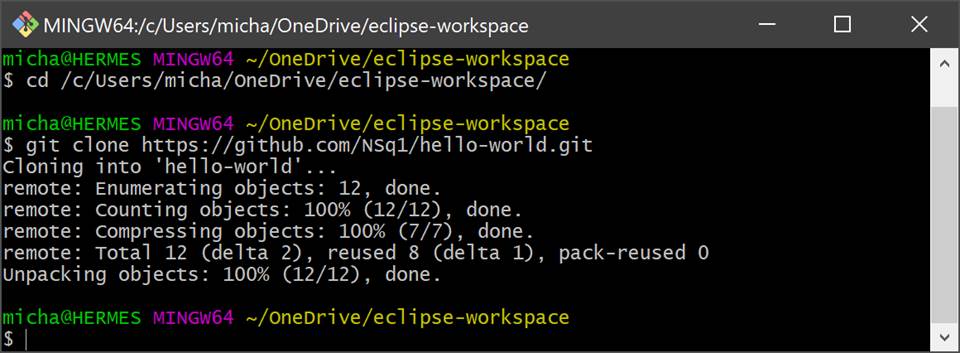 MINGW64:/c/Users/micha/OneDrive/eclipse-workspace
micha@HERMES MINGW64 ~/OneDrive/eclipse-workspace
$ cd /c/Users/micha/OneDrive/eclipse-workspace/
micha@HERMES MINGW64 ~/OneDrive/eclipse-workspace
$ git clone https://github.com/NSq1/hello-world.git
Cloning into 'hello-world'...
remote: Enumerating objects: 12, done.
remote: Counting objects: 100% (12/12), done.
remote: Compressing objects: 100% (7/7), done.
remote: Total 12 (delta 2), reused 8 (delta 1), pack-reused 0
Unpacking objects: 100% (12/12), done.
micha@HERMES MINGW64 ~/OneDrive/eclipse-workspace
$